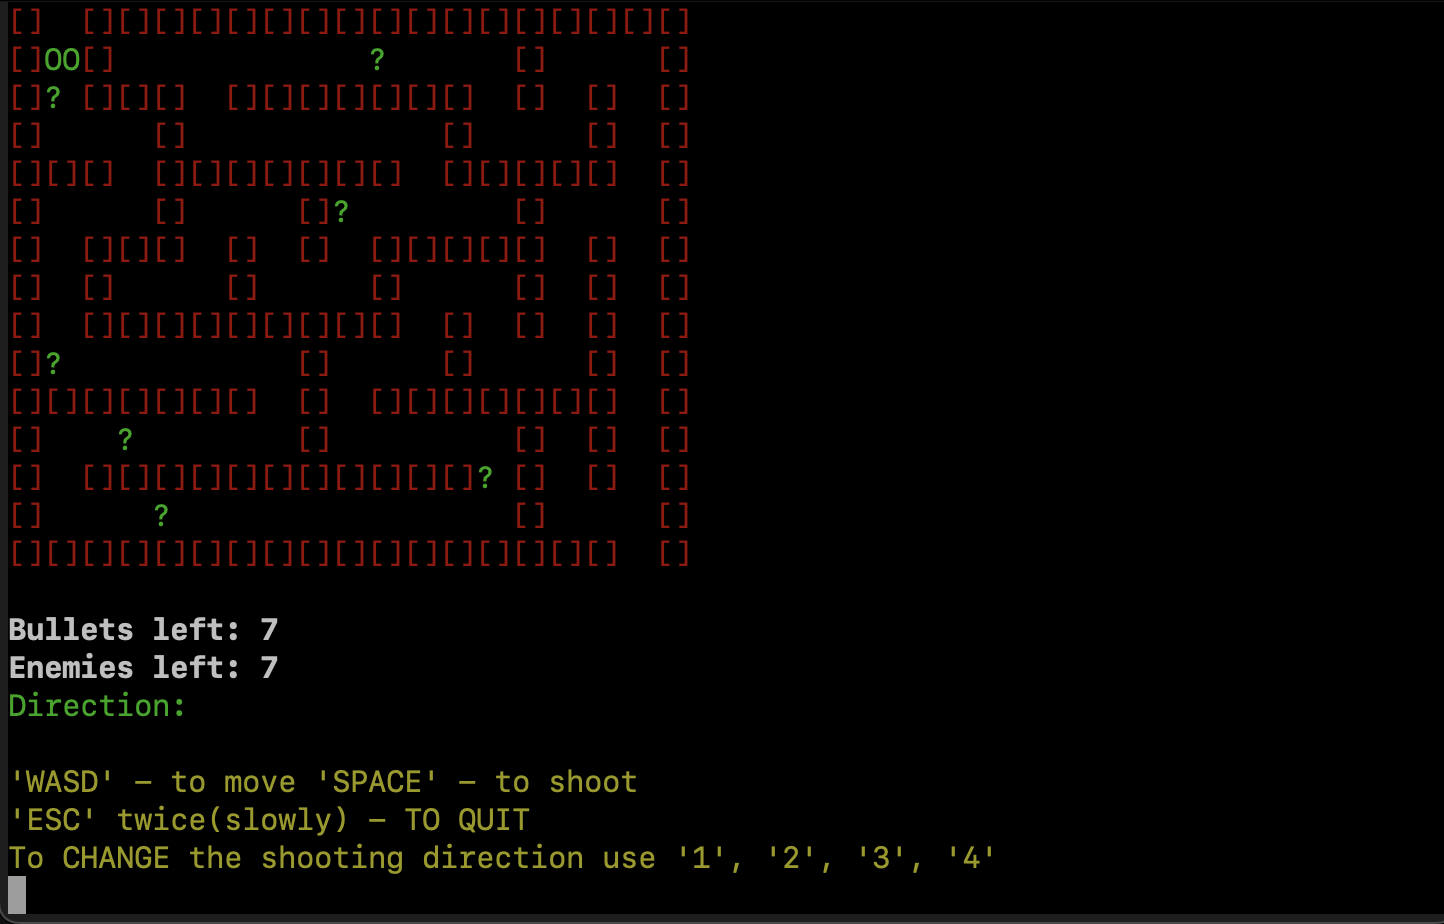 []  [][][][][][][][][][][][][][][][][]
[]OO[]              ?       []      []
[]? [][][]  [][][][][][][]  []  []  []
[]      []              []      []  []
[][][]  [][][][][][][]  [][][][][]  []
[]      []      []?         []      []
[]  [][][]  []  []  [][][][][]  []  []
[]  []      []      []      []  []  []
[]  [][][][][][][][][]  []  []  []  []
[]?             []      []      []  []
[][][][][][][]  []  [][][][][][][]  []
[]    ?         []          []  []  []
[]  [][][][][][][][][][][]? []  []  []
[]      ?                   []      []
[][][][][][][][][][][][][][][][][]  []
Bullets left: 7
Enemies left: 7
Direction:
'WASD' – to move 'SPACE' – to shoot
'ESC' twice(slowly) – TO QUIT
To CHANGE the shooting direction use '1', '2', '3', '4'